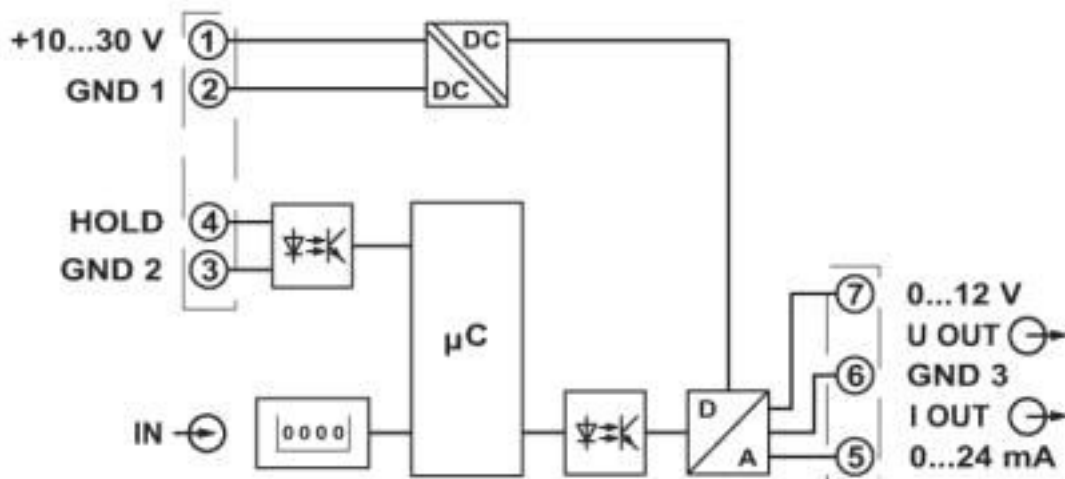 +10...30 V 1 DC
GND 1 2 DC
HOLD 4
GND 2 3
µC
7 0...12 V
U OUT
6 GND 3
D
I OUT
IN 0000
A 5 0...24 mA